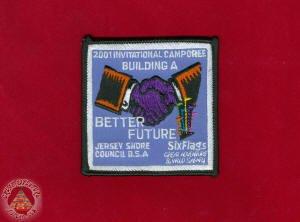 2001 INVITATIONAL CAMPOREE
BUILDING A
BETTER
FUTURE
JERSEY SHORE
COUNCIL B.S.A
SixFlags
GREAT ADVENTURE
& WILD SAFARI